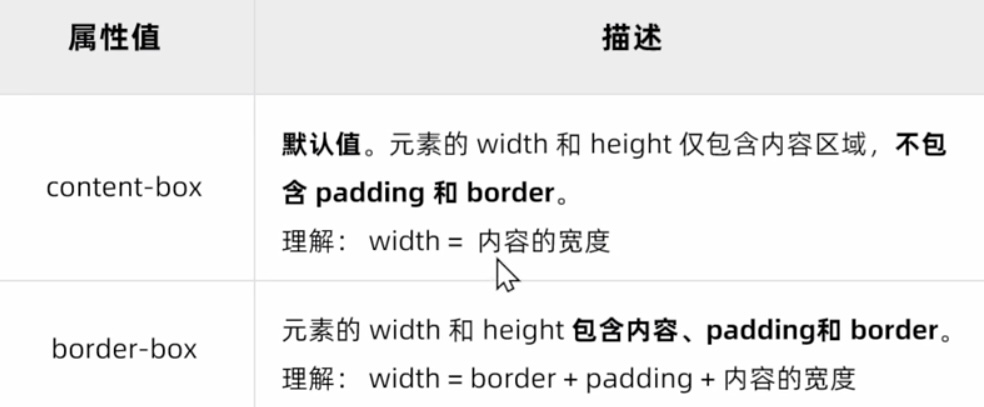 属性值 描述
content-box
默认值。元素的 width 和 height 仅包含内容区域，不包
含 padding 和 border。
理解： width = 内容的宽度
border-box
元素的 width 和 height 包含内容、padding和 border。
理解： width = border + padding + 内容的宽度